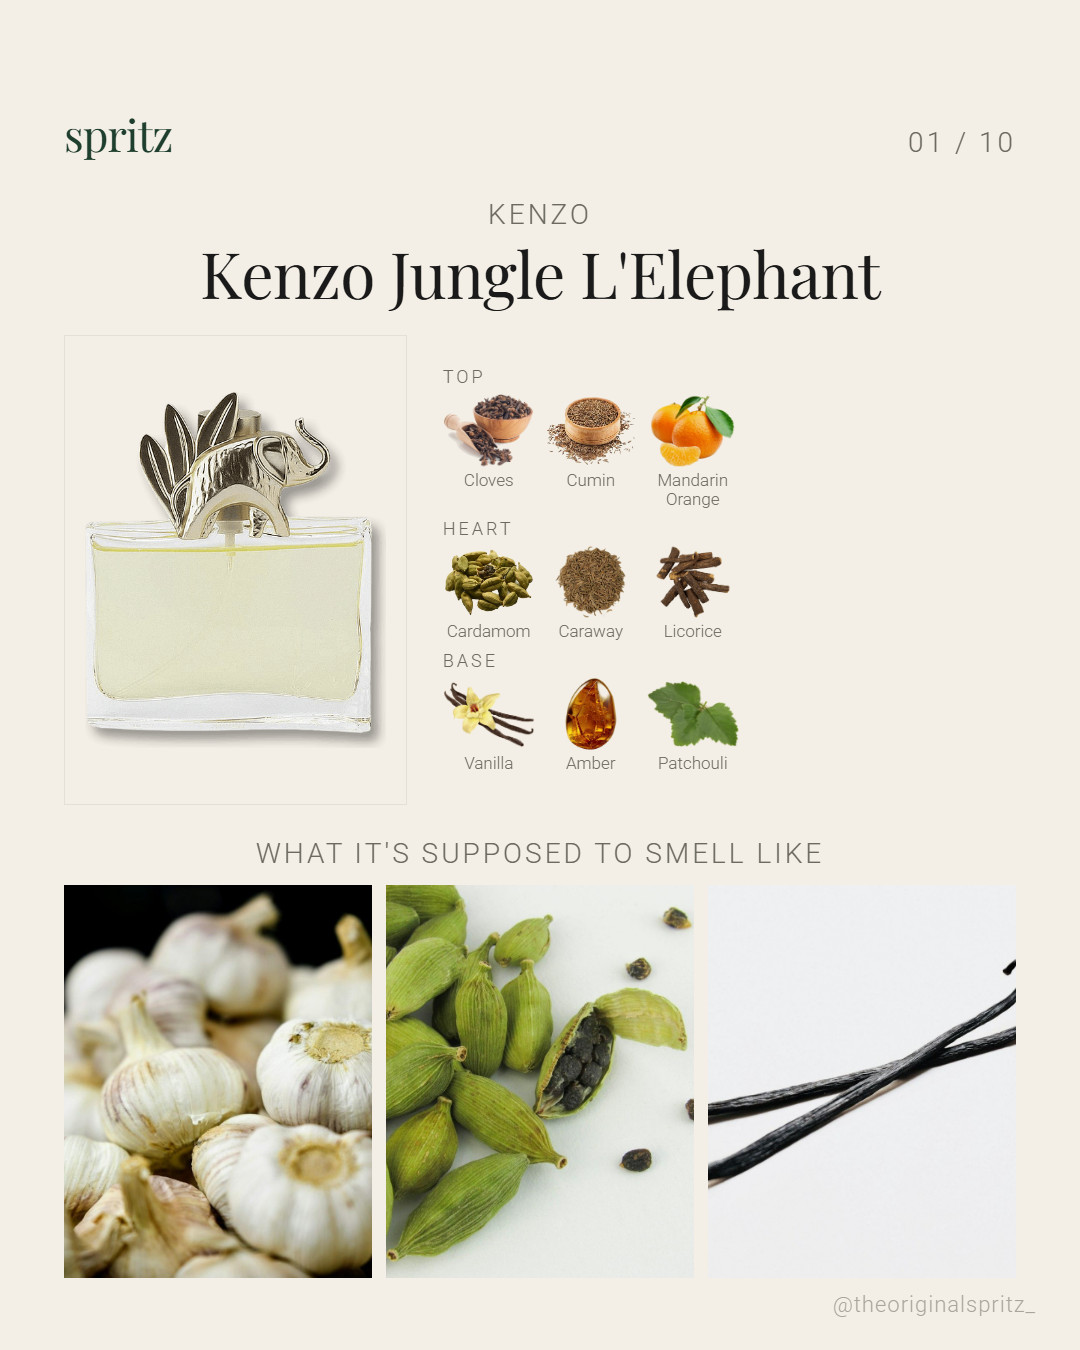 spritz
01 / 10
KENZO
Kenzo Jungle L'Elephant
TOP
Cloves
Cumin
Mandarin
Orange
HEART
Cardamom
Caraway
Licorice
BASE
Vanilla
Amber
Patchouli
WHAT IT'S SUPPOSED TO SMELL LIKE
@theoriginalspritz_